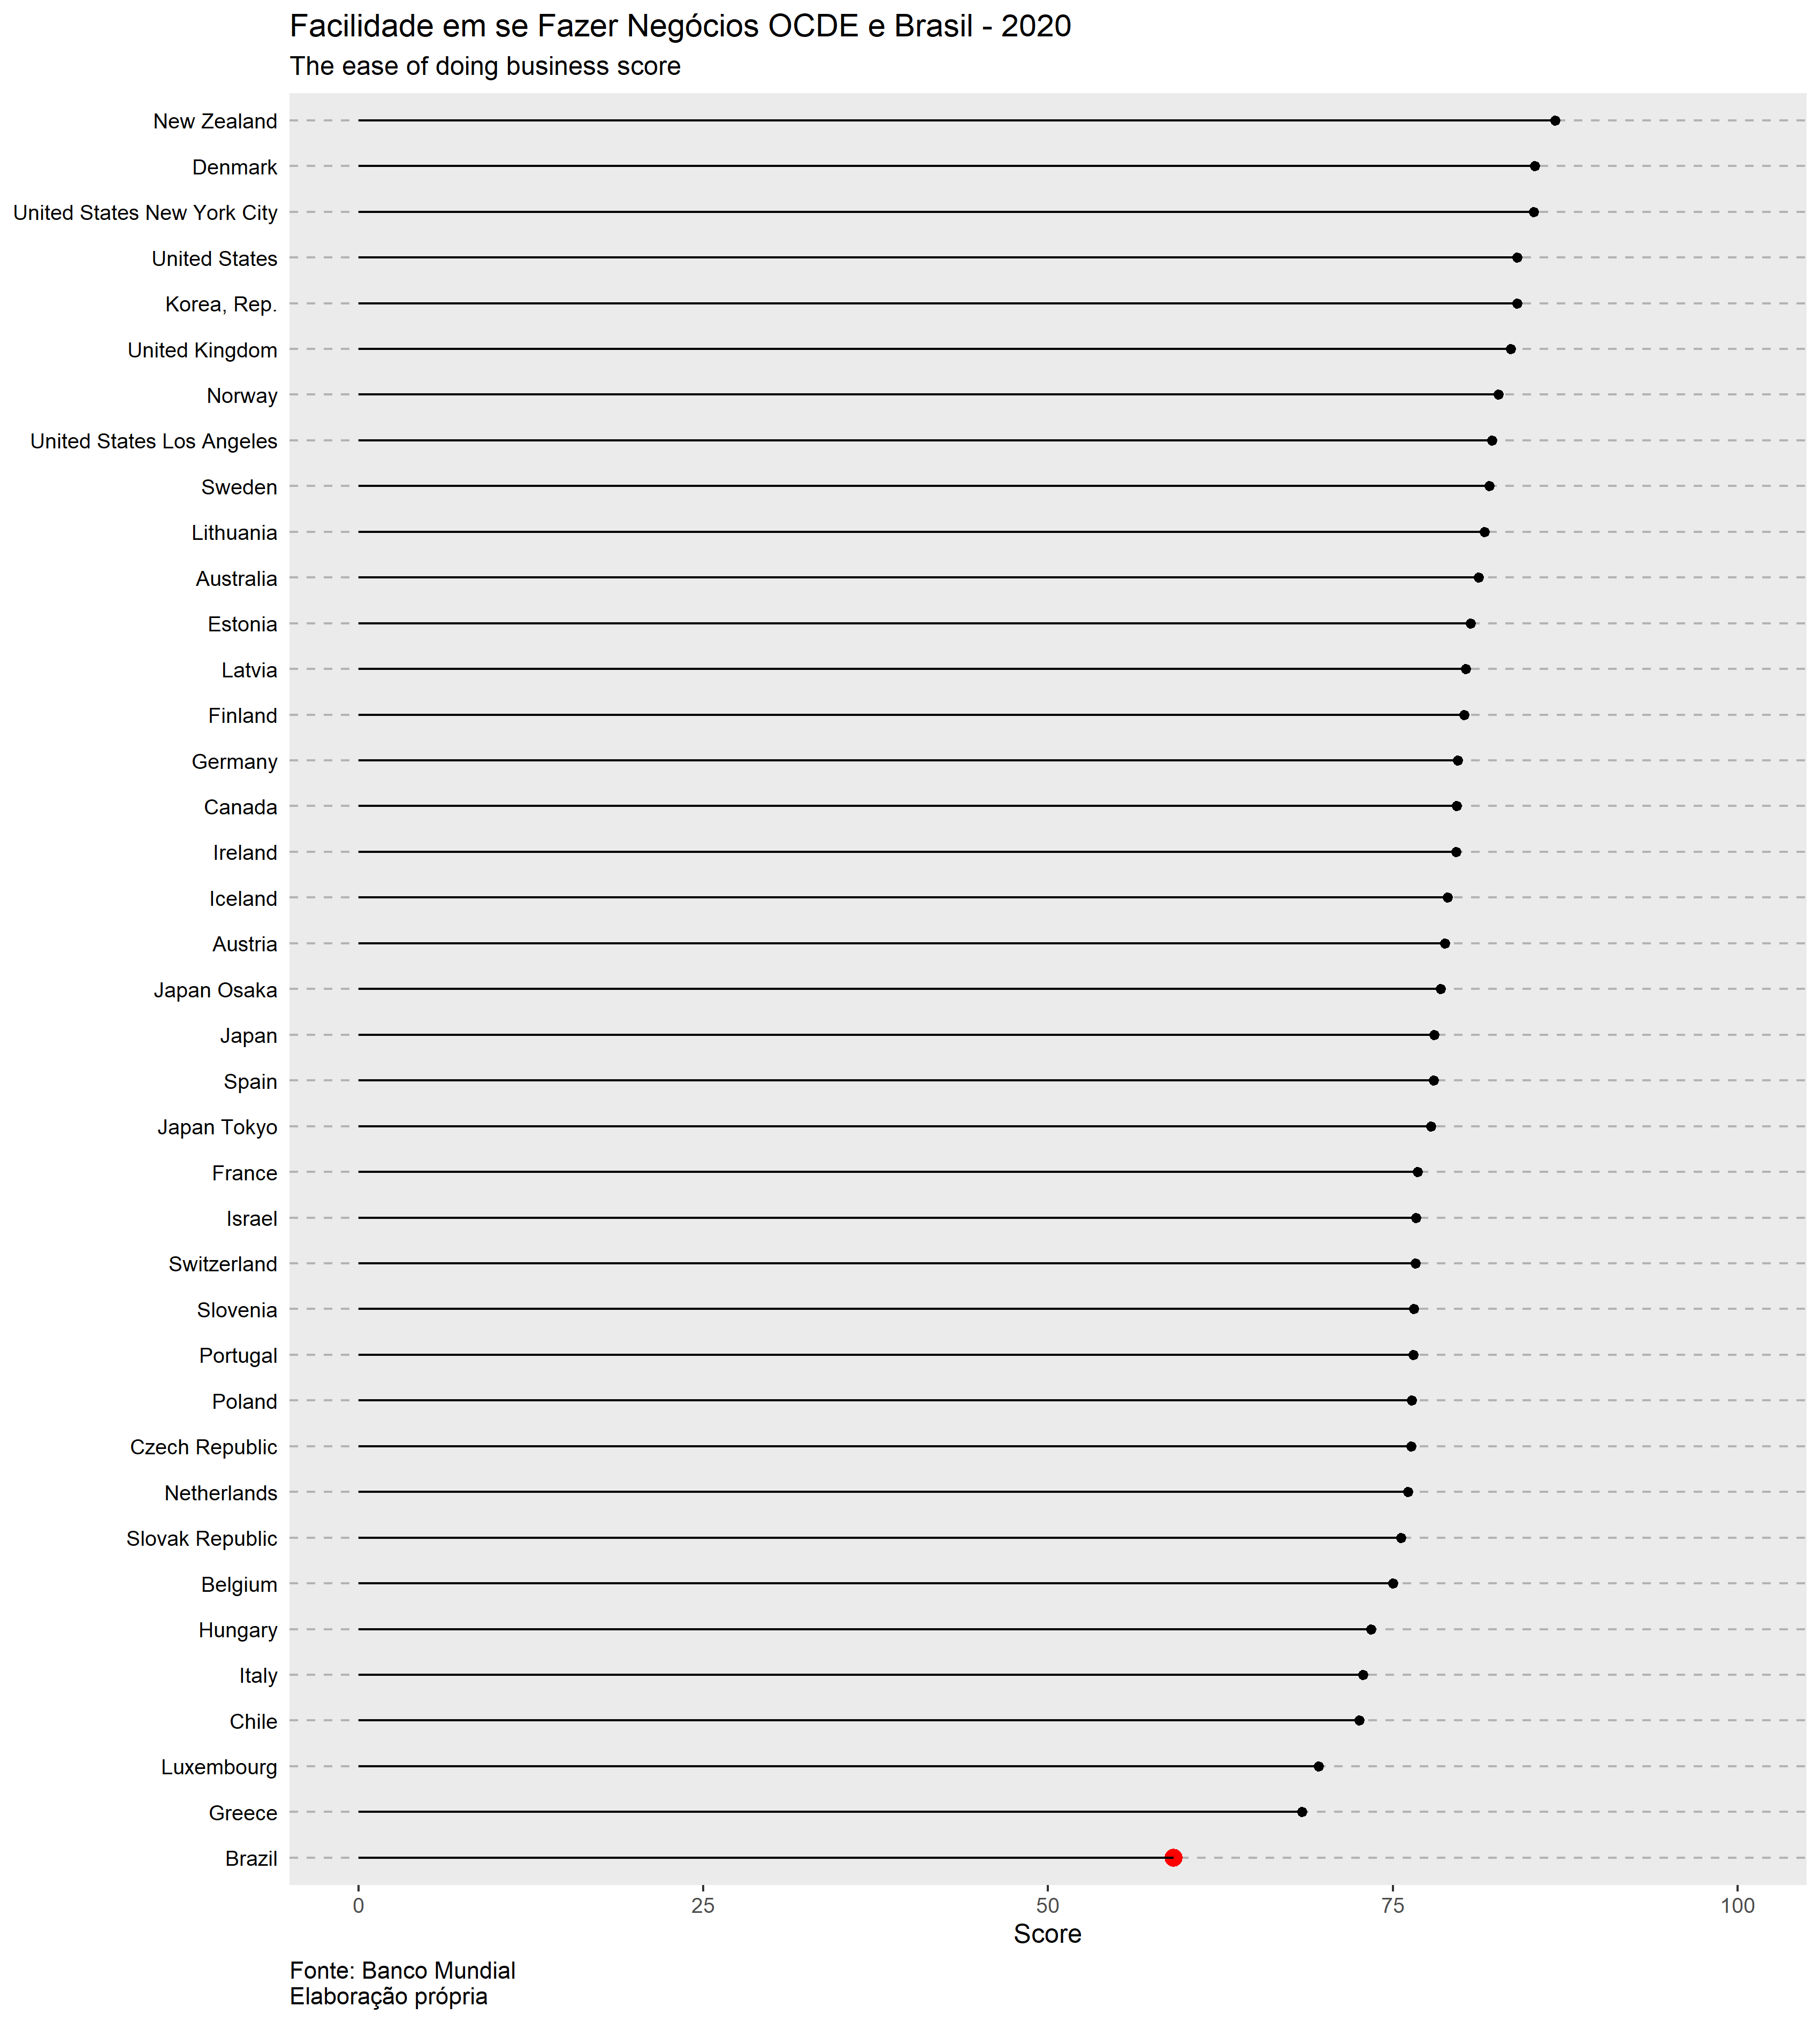 Facilidade em se Fazer Negócios OCDE e Brasil - 2020
The ease of doing business score
New Zealand
Denmark
United States New York City
United States
Korea, Rep.
United Kingdom
Norway
United States Los Angeles
Sweden
Lithuania
Australia
Estonia
Latvia
Finland
Germany
Canada
Ireland
Iceland
Austria
Japan Osaka
Japan
Spain
Japan Tokyo
France
Israel
Switzerland
Slovenia
Portugal
Poland
Czech Republic
Netherlands
Slovak Republic
Belgium
Hungary
Italy
Chile
Luxembourg
Greece
Brazil
0 25 50 75 100
Score
Fonte: Banco Mundial
Elaboração própria